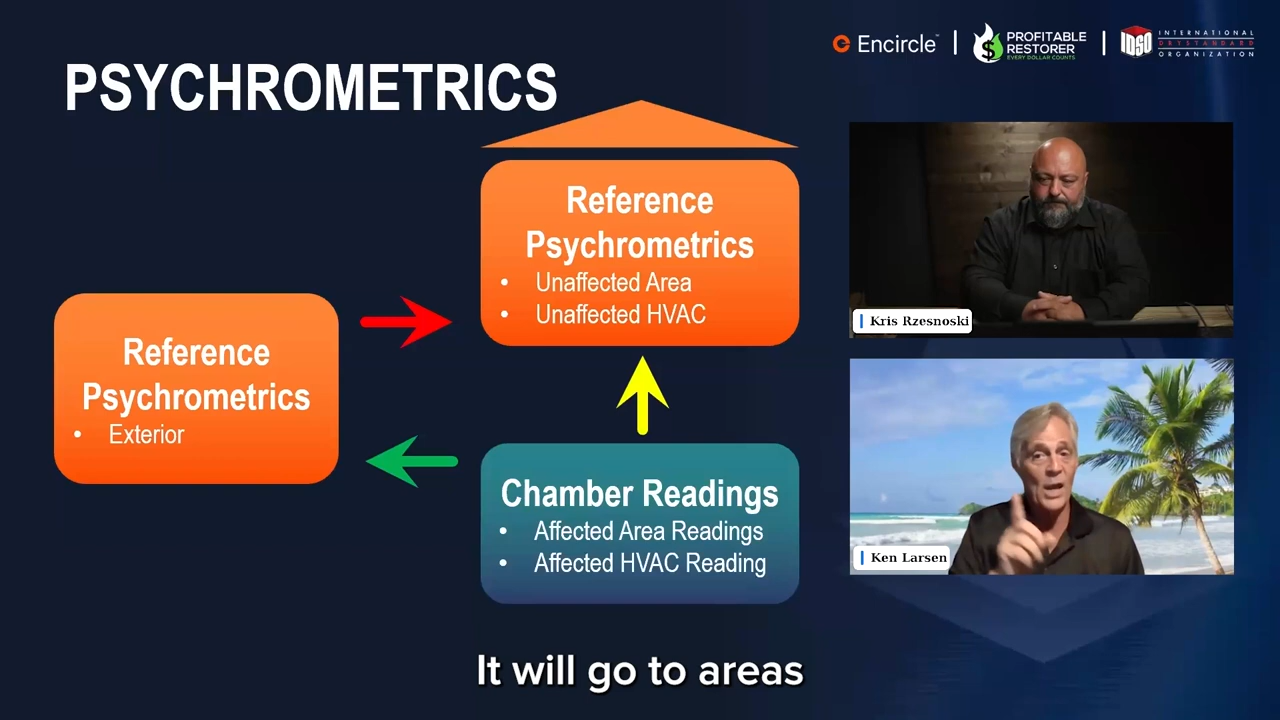 Encircle
PROFITABLE
RESTORER
EVERY DOLLAR COUNTS
IDSO
INTERNATIONAL
DRYSTANDARD
ORGANIZATION
PSYCHROMETRICS
Reference
Psychrometrics
• Unaffected Area
• Unaffected HVAC
Reference
Psychrometrics
• Exterior
Chamber Readings
• Affected Area Readings
• Affected HVAC Reading
Kris Rzesnoski
Ken Larsen
It will go to areas